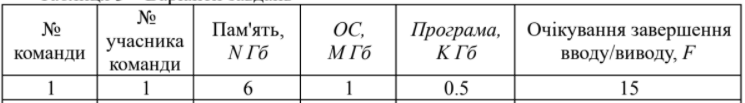 № команди
№ учасника команди
Пам'ять, N Гб
ОС, М Гб
Програма, К Гб
Очікування завершення вводу/виводу, F
1 1 6 1 0.5 15